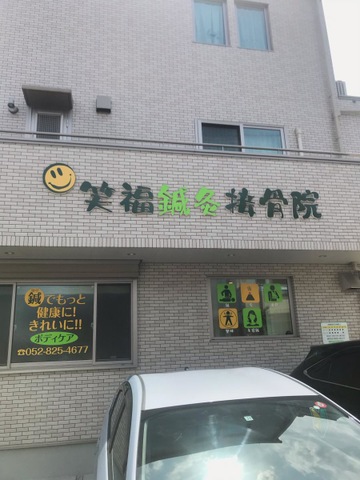 笑福鍼灸接骨院
鍼でもっと
健康に!
きれいに!!
ボディケア
☎052-825-4677